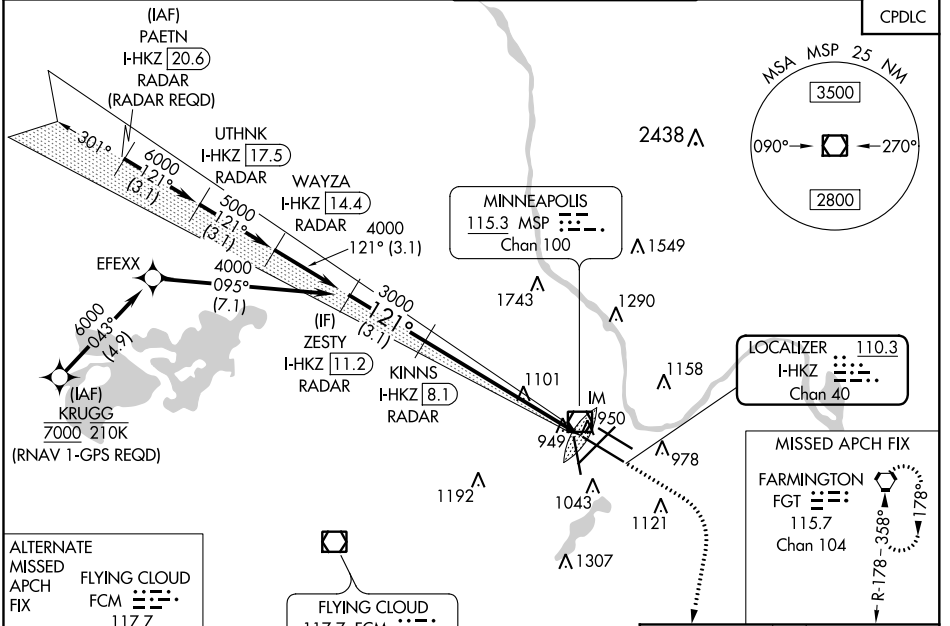 (IAF)
PAETN
I-HKZ 20.6
RADAR
(RADAR REQD)
CPDLC
MSA MSP 25 NM
3500
090°
270°
2800
301°
6000
121°
(3.1)
UTHNK
I-HKZ 17.5
RADAR
5000
121°
(3.1)
WAYZA
I-HKZ 14.4
RADAR
4000
121° (3.1)
2438
MINNEAPOLIS
115.3 MSP
Chan 100
1549
1743
1290
EFEXX
4000
095°
(7.1)
3000
121°
(3.1)
6000
043°
(4.9)
(IAF)
KRUGG
7000 210K
(RNAV 1-GPS REQD)
(IF)
ZESTY
I-HKZ 11.2
RADAR
KINNS
I-HKZ 8.1
RADAR
1101
1158
LOCALIZER 110.3
I-HKZ
Chan 40
IM
950
949
978
1192
1043
1121
1307
MISSED APCH FIX
FARMINGTON
FGT
115.7
Chan 104
178°
R-178
358°
ALTERNATE
MISSED
APCH
FIX
FLYING CLOUD
FCM
117.7
FLYING CLOUD
117.7 FCM